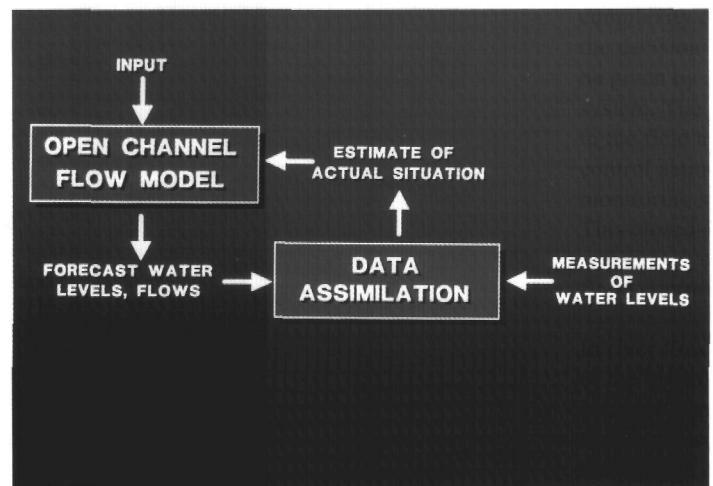 INPUT
OPEN CHANNEL
FLOW MODEL
ESTIMATE OF
ACTUAL SITUATION
FORECAST WATER
LEVELS, FLOWS
DATA
ASSIMILATION
MEASUREMENTS
OF
WATER LEVELS